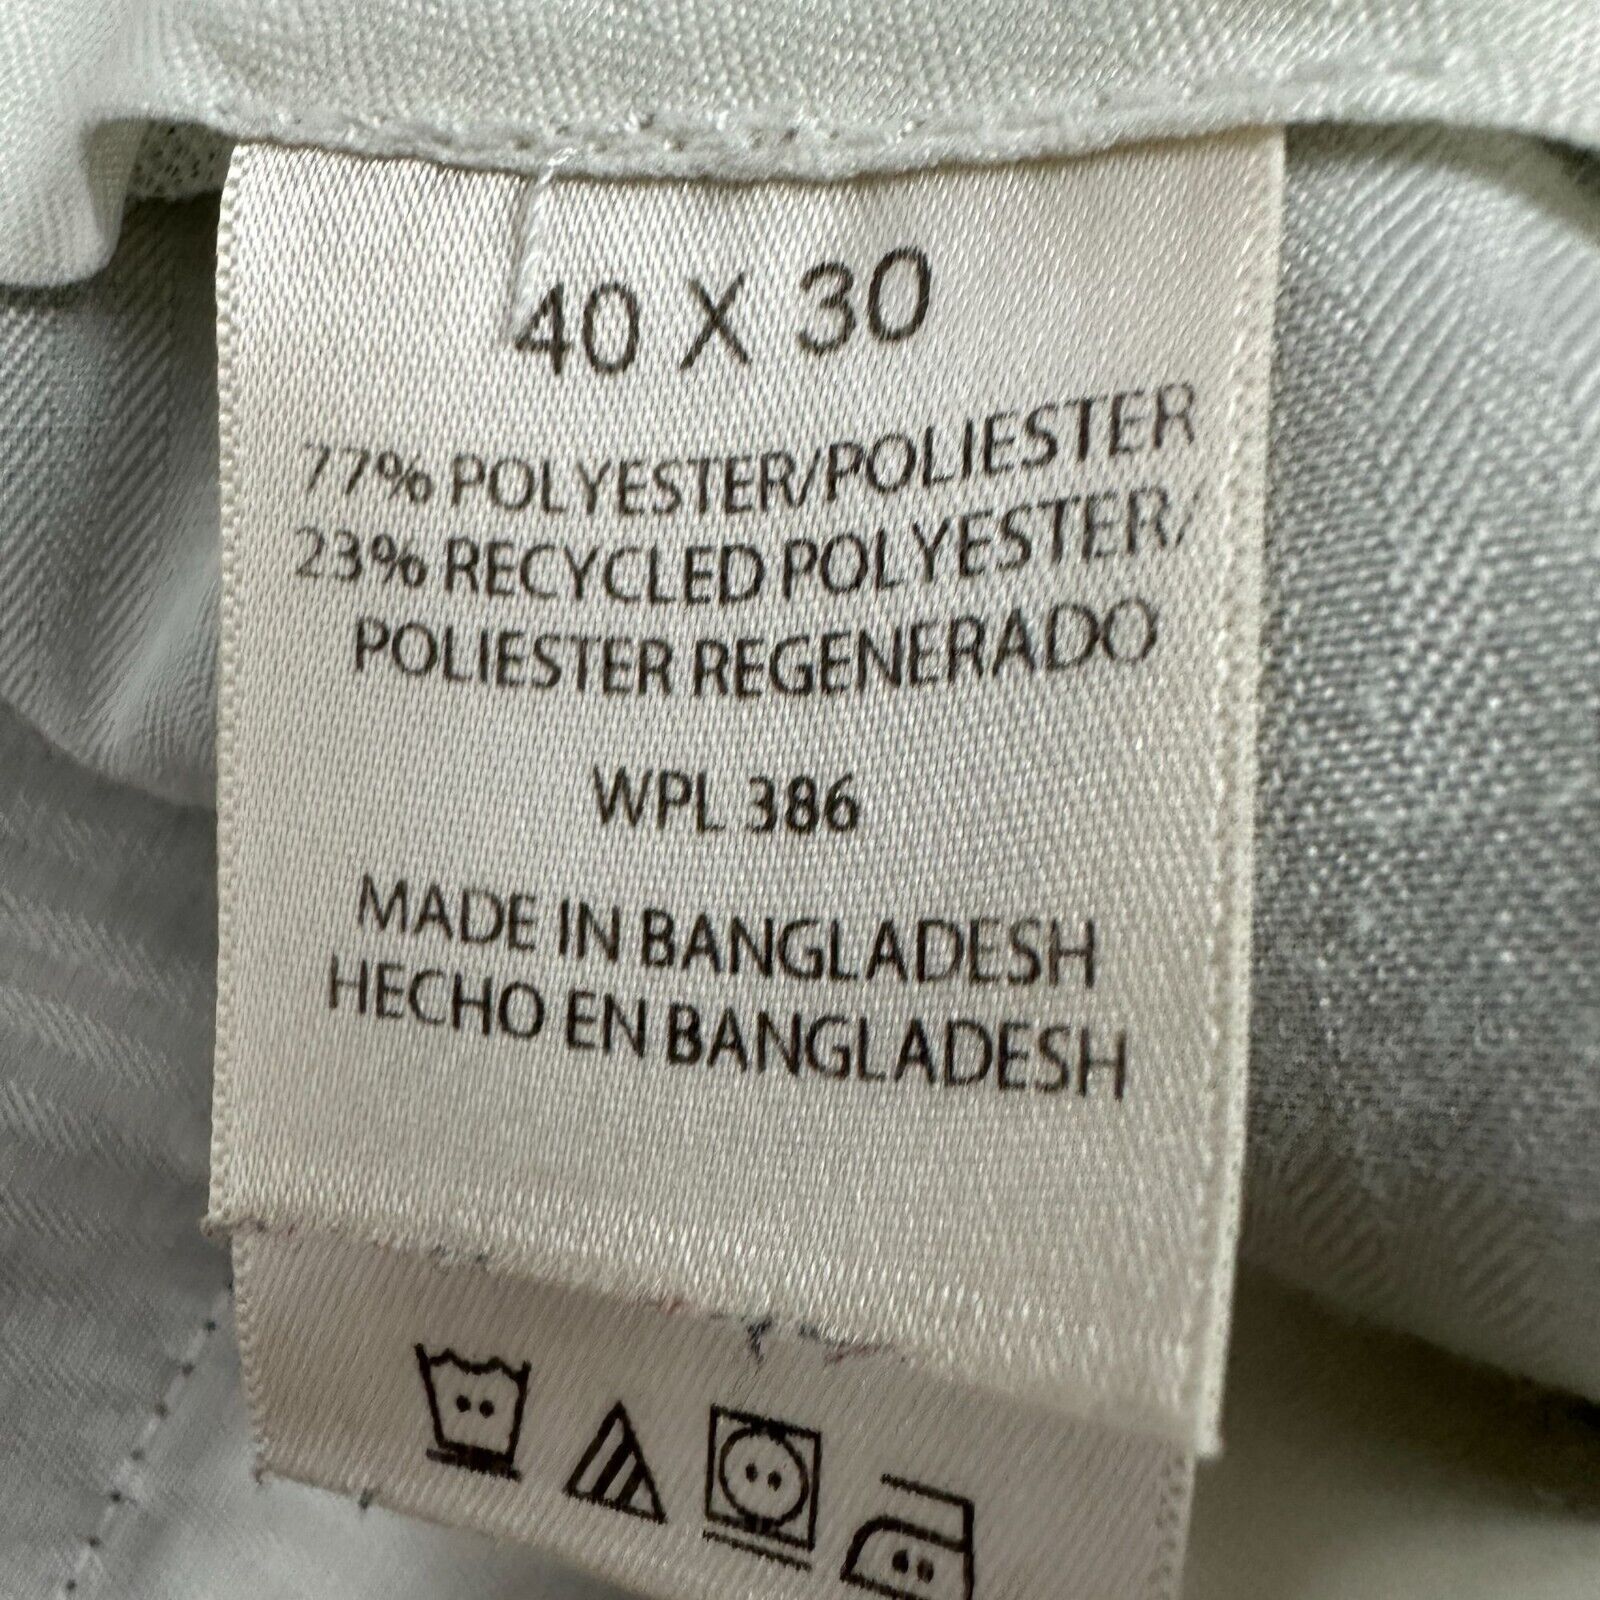 40 X 30
77% POLYESTER/POLIESTER
23% RECYCLED POLYESTER/
POLIESTER REGENERADO
WPL 386
MADE IN BANGLADESH
HECHO EN BANGLADESH